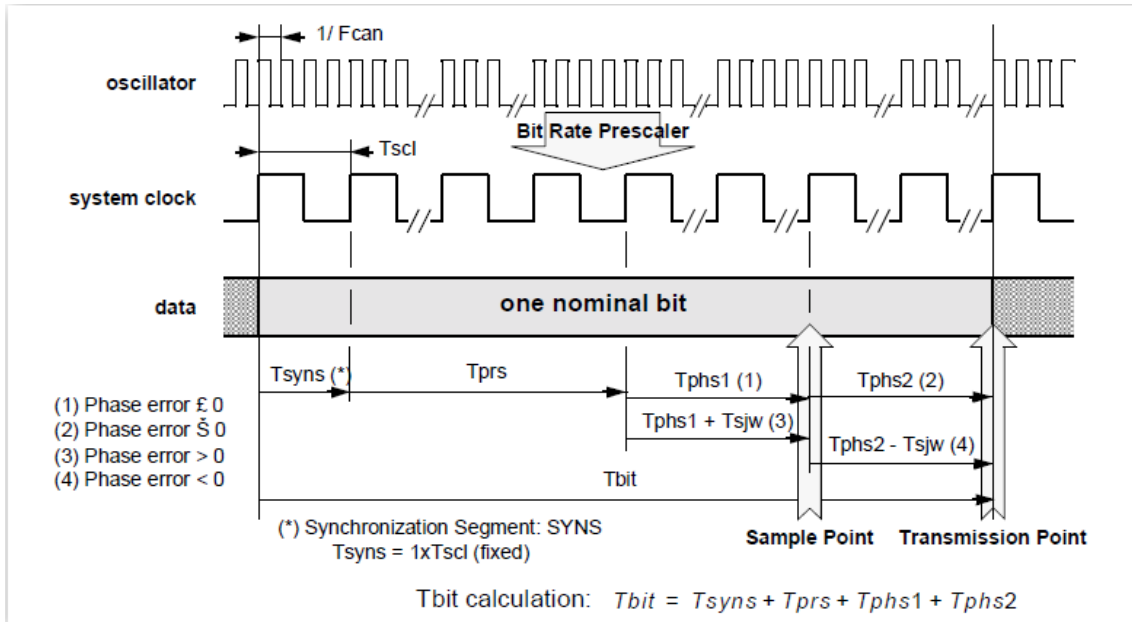 1/ Fcan
oscillator
Bit Rate Prescaler
Tscl
system clock
data
one nominal bit
Tsyns (*)
Tprs
Tphs1 (1)
Tphs2 (2)
(1) Phase error £ 0
(2) Phase error Š 0
(3) Phase error > 0
(4) Phase error < 0
Tphs1 + Tsjw (3)
Tphs2 - Tsjw (4)
Tbit
(*) Synchronization Segment: SYNS
Tsyns = 1xTscl (fixed)
Sample Point
Transmission Point
Tbit calculation: Tbit = Tsyns + Tprs + Tphs1 + Tphs2